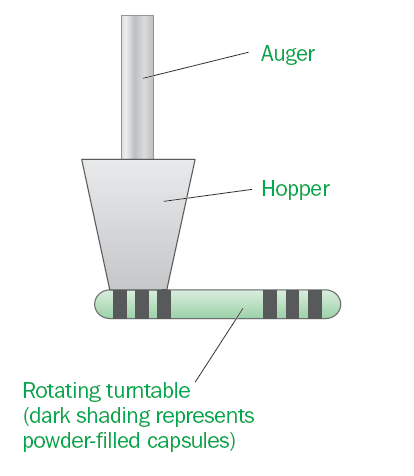 Auger
Hopper
Rotating turntable
(dark shading represents
powder-filled capsules)